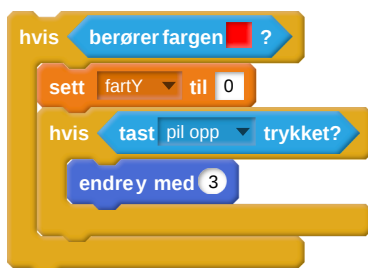 hvis berører fargen ?
sett fartY til 0
hvis tast pil opp trykket?
endre y med 3